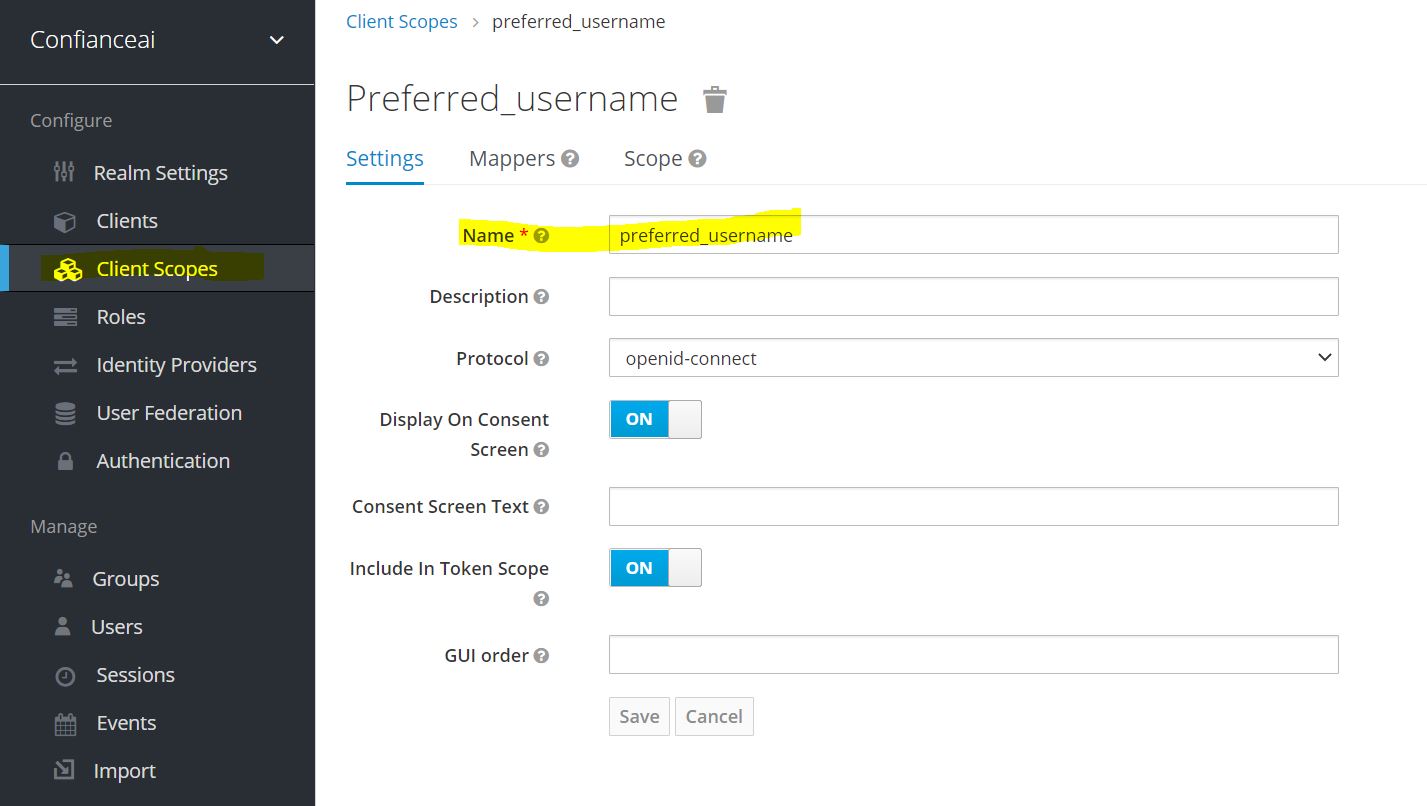 Confianceai
Configure
Realm Settings
Clients
Client Scopes
Roles
Identity Providers
User Federation
Authentication
Manage
Groups
Users
Sessions
Events
Import
Client Scopes > preferred_username
Preferred_username
Settings Mappers ? Scope ?
Name * ? preferred_username
Description ?
Protocol ? openid-connect
Display On Consent
Screen ? ON
Consent Screen Text ?
Include In Token Scope
? ON
GUI order ?
Save Cancel